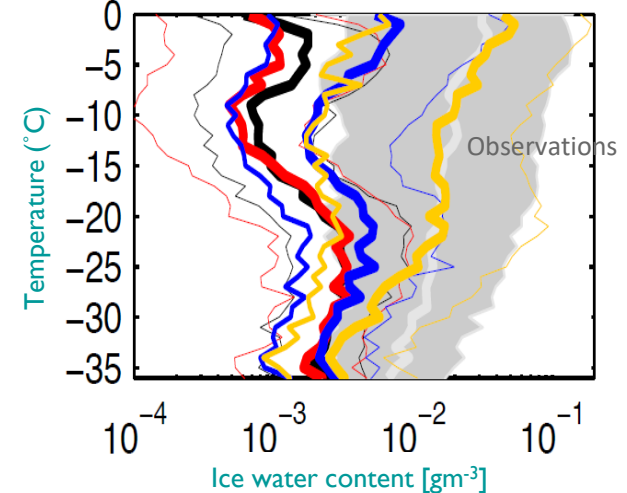 0
−5
−10
−15
−20
−25
−30
−35
Temperature (°C)
Observations
10⁻⁴ 10⁻³ 10⁻² 10⁻¹
Ice water content [gm⁻³]